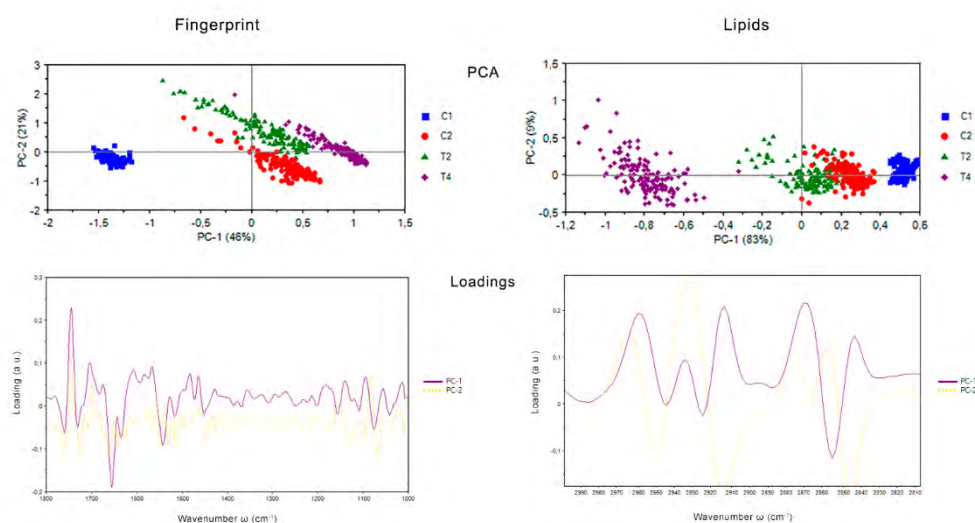 Fingerprint
Lipids
PCA
3
2
1
0
-1
-2
PC-2 (21%)
-2
-1,5
-1
-0,5
0
0,5
1
1,5
PC-1 (46%)
C1
C2
T2
T4
1,5
1
0,5
0
-0,5
PC-2 (9%)
-1,2
-1
-0,8
-0,6
-0,4
-0,2
0
0,2
0,4
0,6
PC-1 (83%)
C1
C2
T2
T4
Loadings
0,3
0,2
0,1
0
-0,1
-0,2
Loading (a.u.)
1800
1700
1600
1500
1400
1300
1200
1100
1000
Wavenumber ω (cm⁻¹)
PC-1
PC-2
0,2
0,1
0
-0,1
Loading (a.u.)
2990
2980
2970
2960
2950
2940
2930
2920
2910
2900
2890
2880
2870
2860
2850
2840
2830
2820
2810
Wavenumber ω (cm⁻¹)
PC-1
PC-2